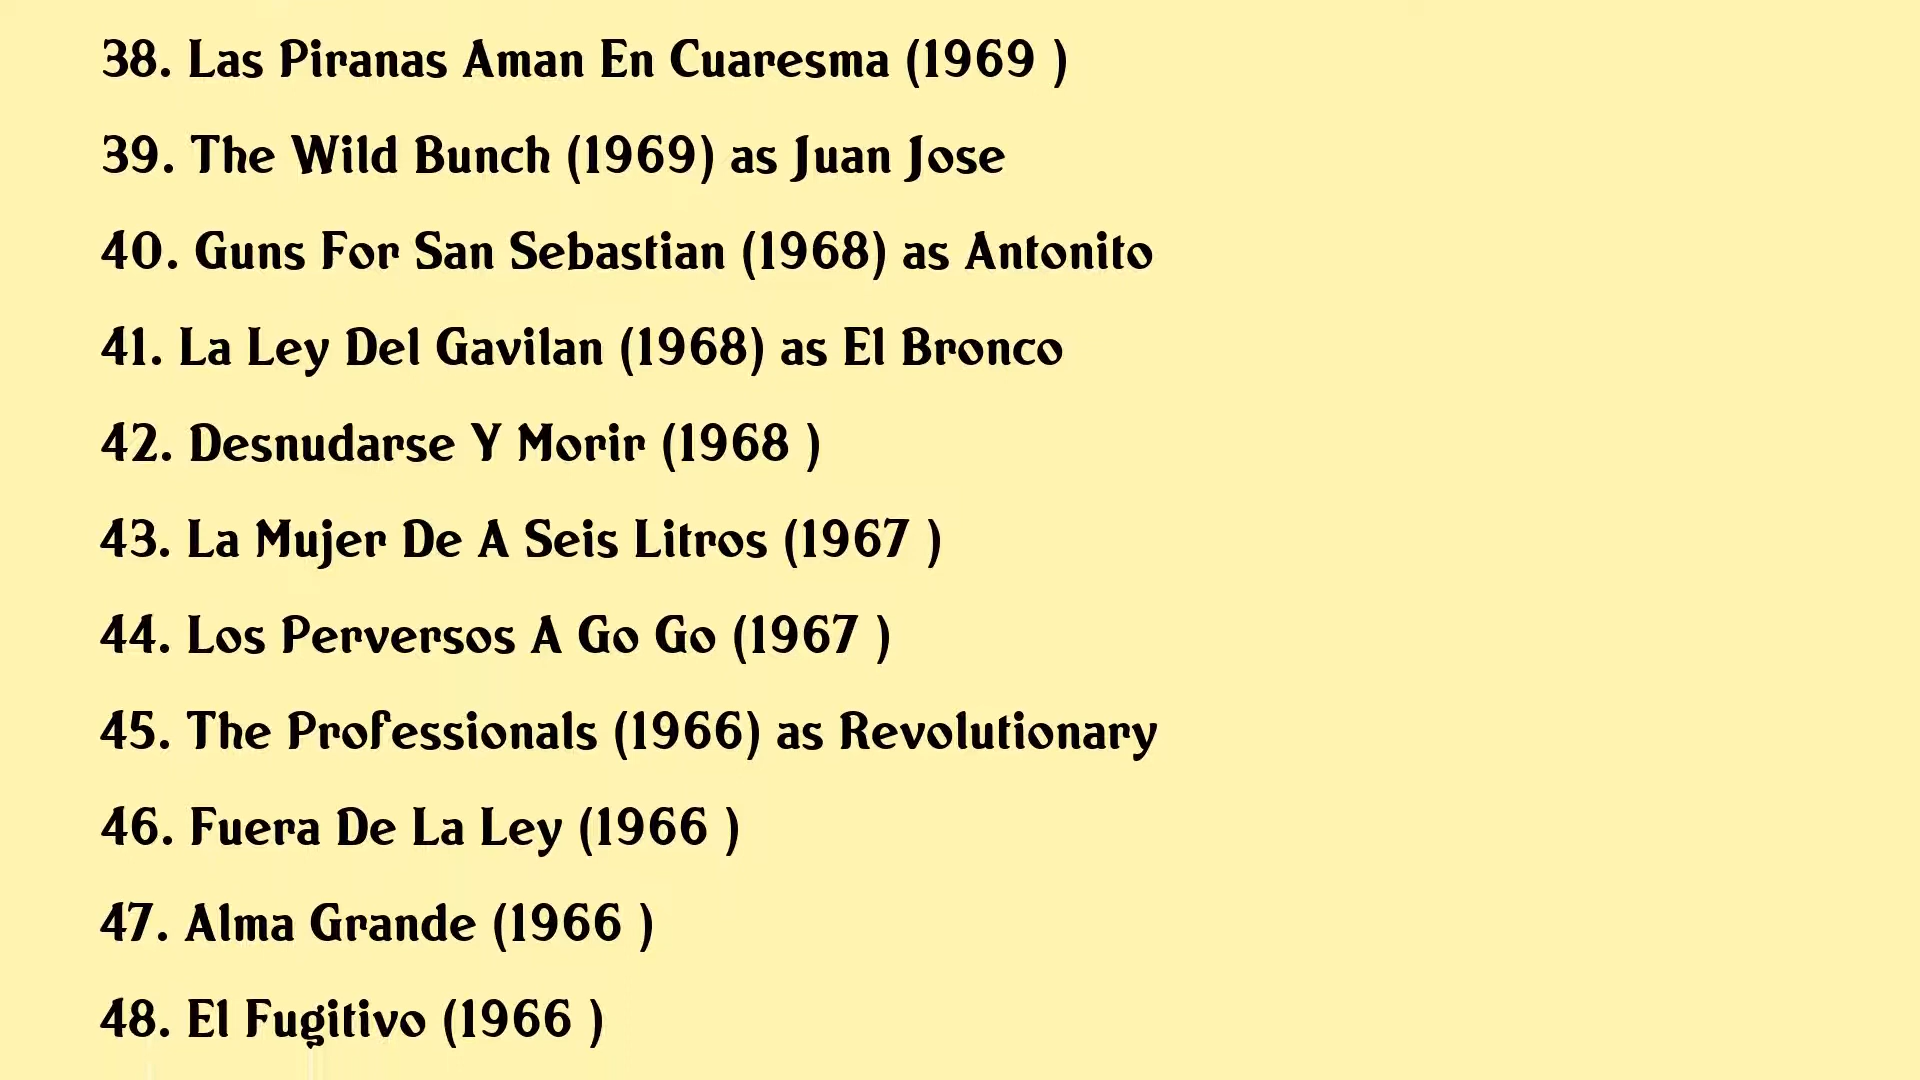 38. Las Piranas Aman En Cuaresma (1969 )
39. The Wild Bunch (1969) as Juan Jose
40. Guns For San Sebastian (1968) as Antonito
41. La Ley Del Gavilan (1968) as El Bronco
42. Desnudarse Y Morir (1968 )
43. La Mujer De A Seis Litros (1967 )
44. Los Perversos A Go Go (1967 )
45. The Professionals (1966) as Revolutionary
46. Fuera De La Ley (1966 )
47. Alma Grande (1966 )
48. El Fugitivo (1966 )